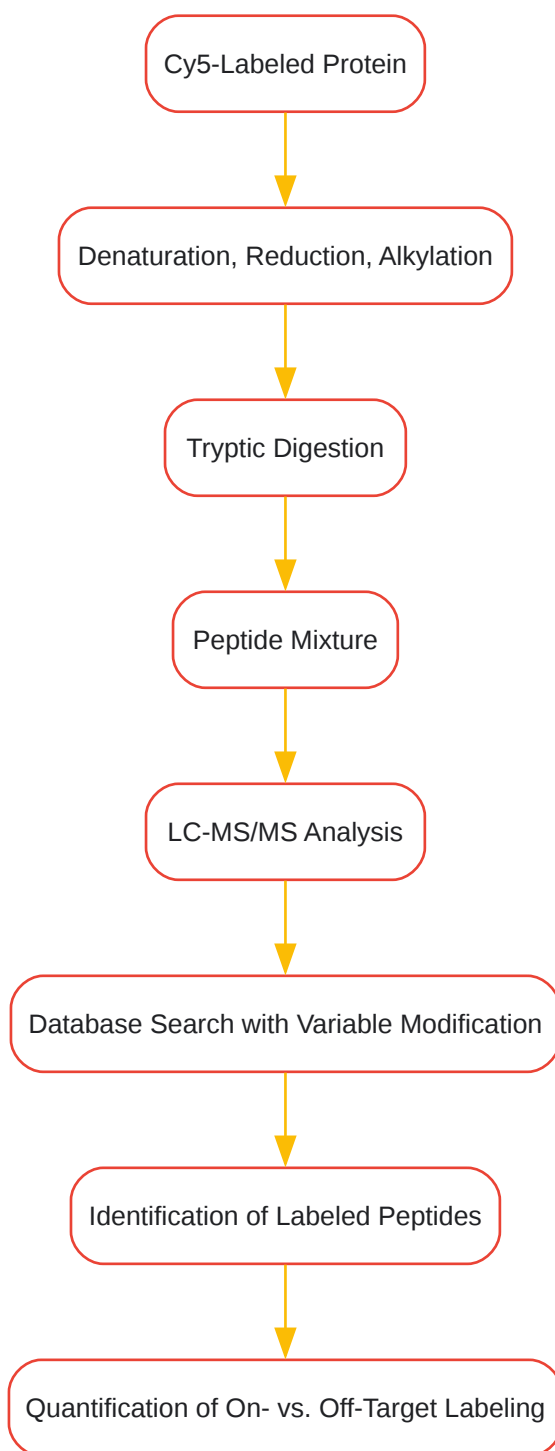 Cy5-Labeled Protein
Denaturation, Reduction, Alkylation
Tryptic Digestion
Peptide Mixture
LC-MS/MS Analysis
Database Search with Variable Modification
Identification of Labeled Peptides
Quantification of On- vs. Off-Target Labeling